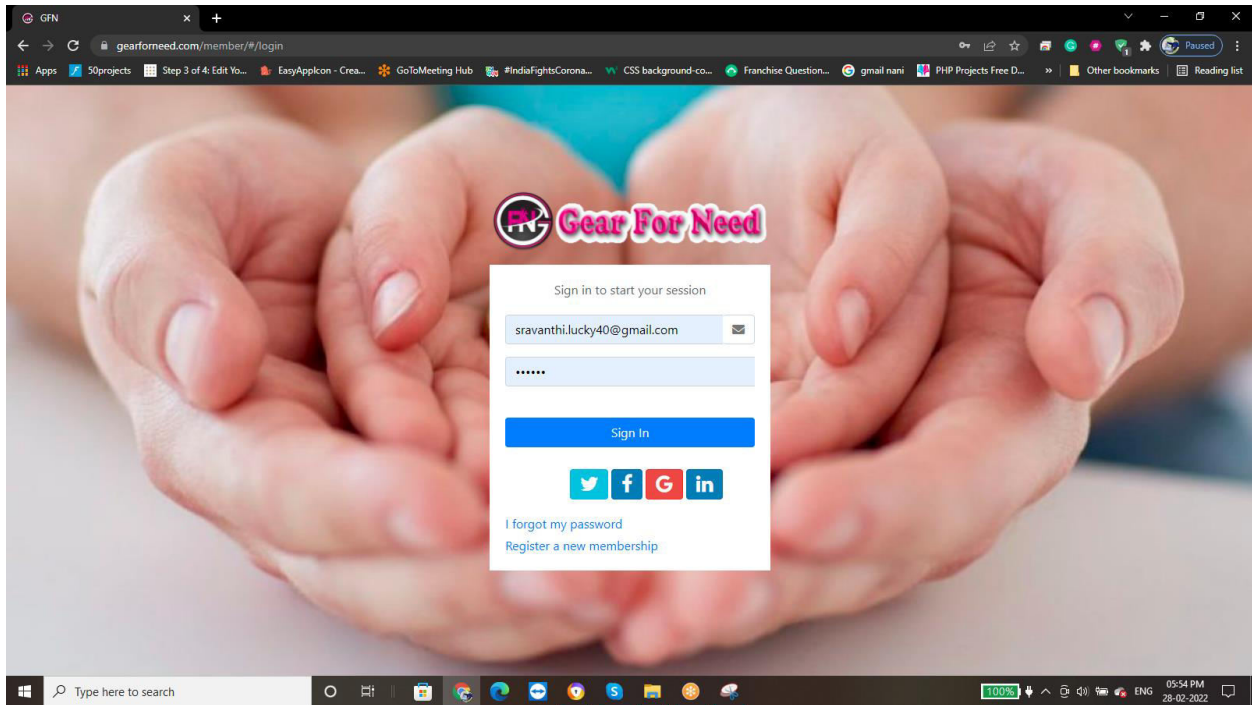 GFN
gearforneed.com/member/#/login
Paused
Apps 50projects Step 3 of 4: Edit Yo... EasyAppIcon - Crea... GoToMeeting Hub #IndiaFightsCorona... CSS background-co... Franchise Question... gmail nani PHP Projects Free D... » Other bookmarks Reading list
Gear For Need
Sign in to start your session
sravanthi.lucky40@gmail.com
••••••
Sign In
I forgot my password
Register a new membership
Type here to search
100% ENG 05:54 PM
28-02-2022